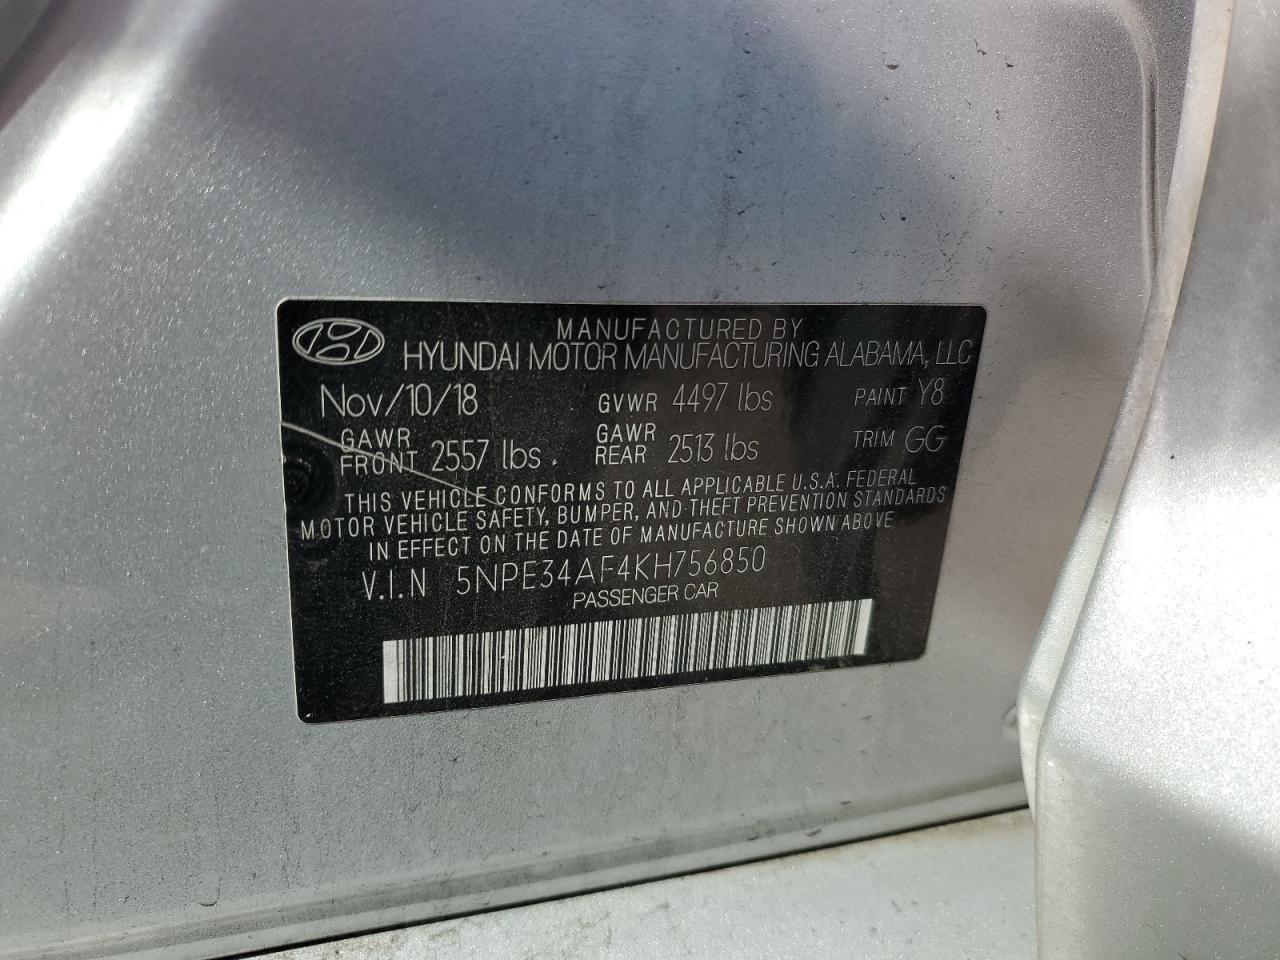 MANUFACTURED BY
HYUNDAI MOTOR MANUFACTURING ALABAMA, LLC
Nov/10/18 GVWR 4497 lbs PAINT Y8
GAWR FRONT 2557 lbs. GAWR REAR 2513 lbs TRIM GG
THIS VEHICLE CONFORMS TO ALL APPLICABLE U.S.A. FEDERAL
MOTOR VEHICLE SAFETY, BUMPER, AND THEFT PREVENTION STANDARDS
IN EFFECT ON THE DATE OF MANUFACTURE SHOWN ABOVE
V.I.N 5NPE34AF4KH756850
PASSENGER CAR